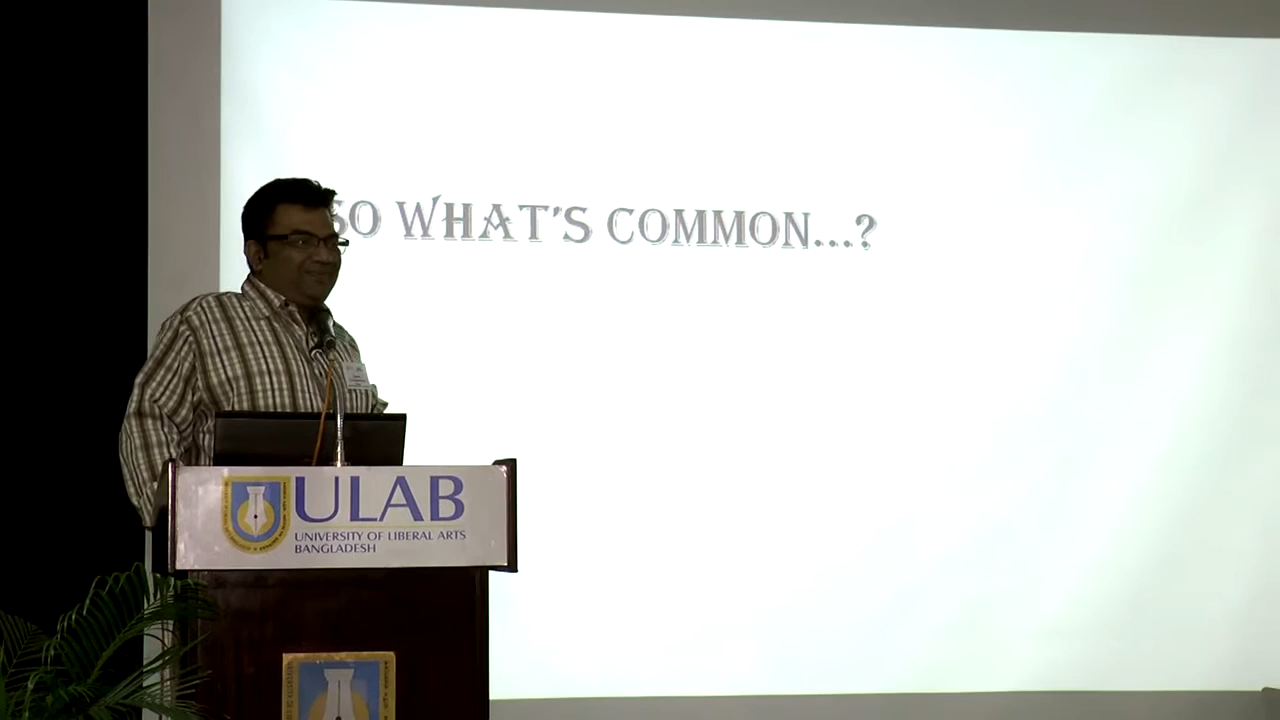 SO WHAT'S COMMON...?
ULAB
UNIVERSITY OF LIBERAL ARTS
BANGLADESH